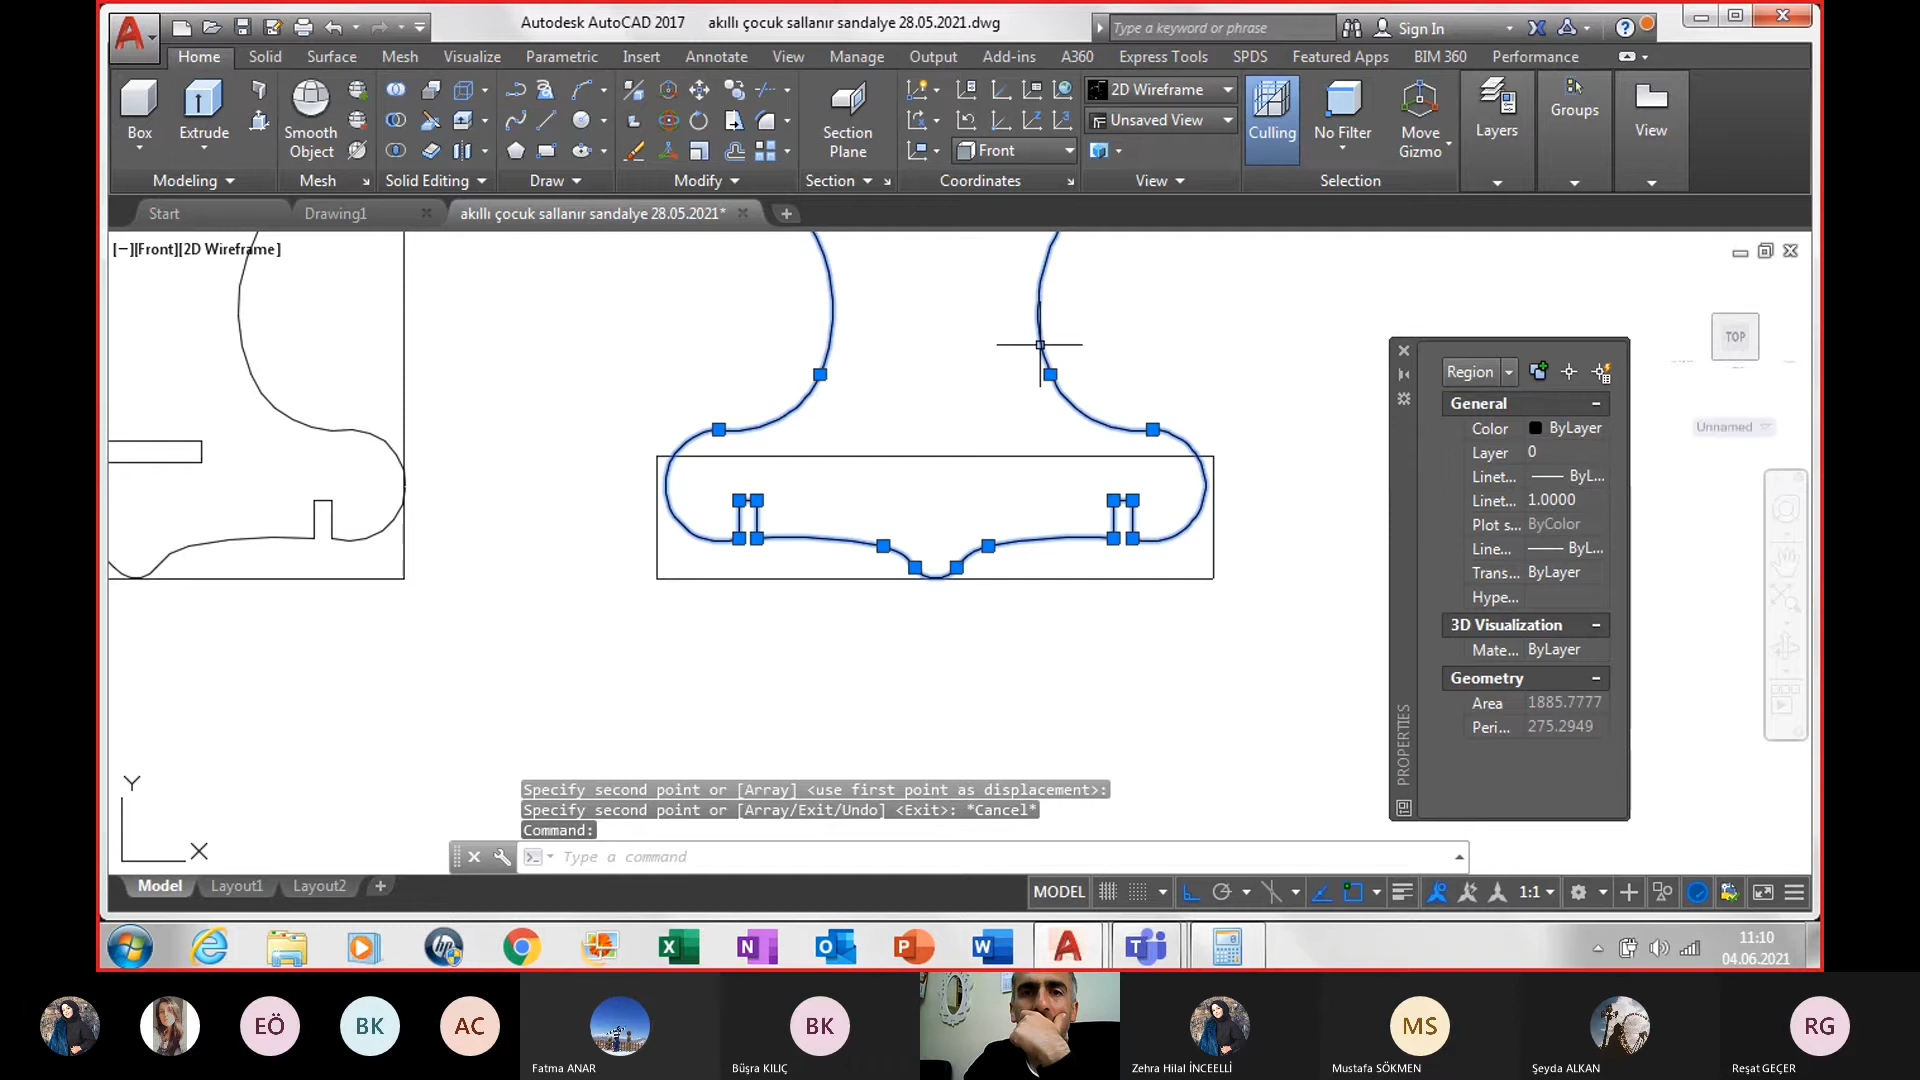 Autodesk AutoCAD 2017 akıllı çocuk sallanır sandalye 28.05.2021.dwg
Type a keyword or phrase
Sign In
Home Solid Surface Mesh Visualize Parametric Insert Annotate View Manage Output Add-ins A360 Express Tools SPDS Featured Apps BIM 360 Performance
Box
Extrude
Smooth Object
Section Plane
Front
2D Wireframe
Unsaved View
Culling
No Filter
Move Gizmo
Layers
Groups
View
Modeling Mesh Solid Editing Draw Modify Section Coordinates View Selection
Start Drawing1 akıllı çocuk sallanır sandalye 28.05.2021*
[−][Front][2D Wireframe]
TOP
Unnamed
Region
General
Color ByLayer
Layer 0
Linet... ByL...
Linet... 1.0000
Plot s... ByColor
Line... ByL...
Trans... ByLayer
Hype...
3D Visualization
Mate... ByLayer
Geometry
Area 1885.7777
Peri... 275.2949
PROPERTIES
Y
X
Specify second point or [Array] <use first point as displacement>:
Specify second point or [Array/Exit/Undo] <Exit>: *Cancel*
Command:
Type a command
Model Layout1 Layout2
MODEL 1:1
11:10
04.06.2021
EÖ
BK
AC
Fatma ANAR
BK
Büşra KILIÇ
Zehra Hilal İNCEELLİ
MS
Mustafa SÖKMEN
Şeyda ALKAN
RG
Reşat GEÇER